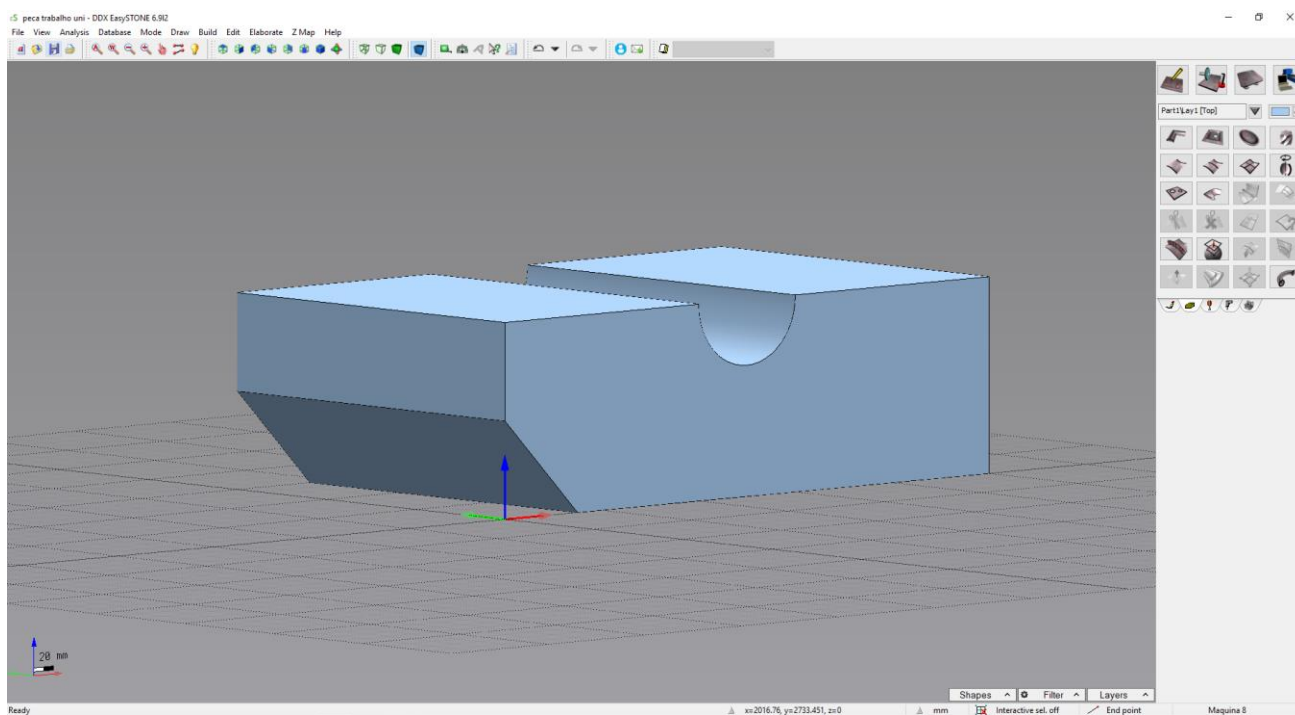 peca trabalho uni - DDX EasySTONE 6.9I2
File View Analysis Database Mode Draw Build Edit Elaborate Z Map Help
Part1\Lay1 [Top]
20 mm
Shapes Filter Layers
Ready x=2016.76, y=2733.451, z=0 mm Interactive sel. off End point Maquina 8